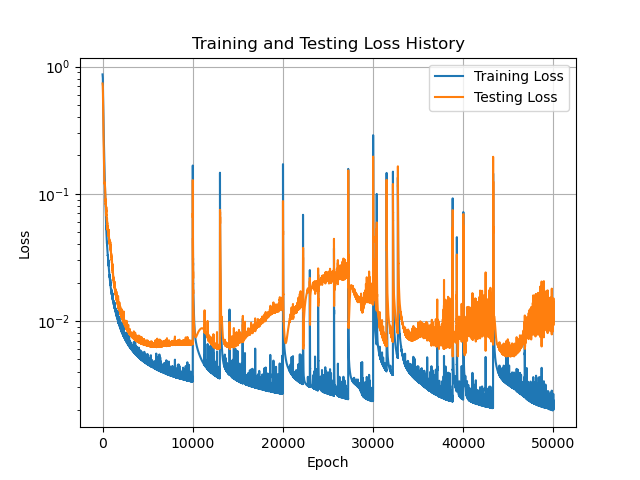 Training and Testing Loss History
Training Loss
Testing Loss
10⁰
10⁻¹
10⁻²
Loss
0 10000 20000 30000 40000 50000
Epoch